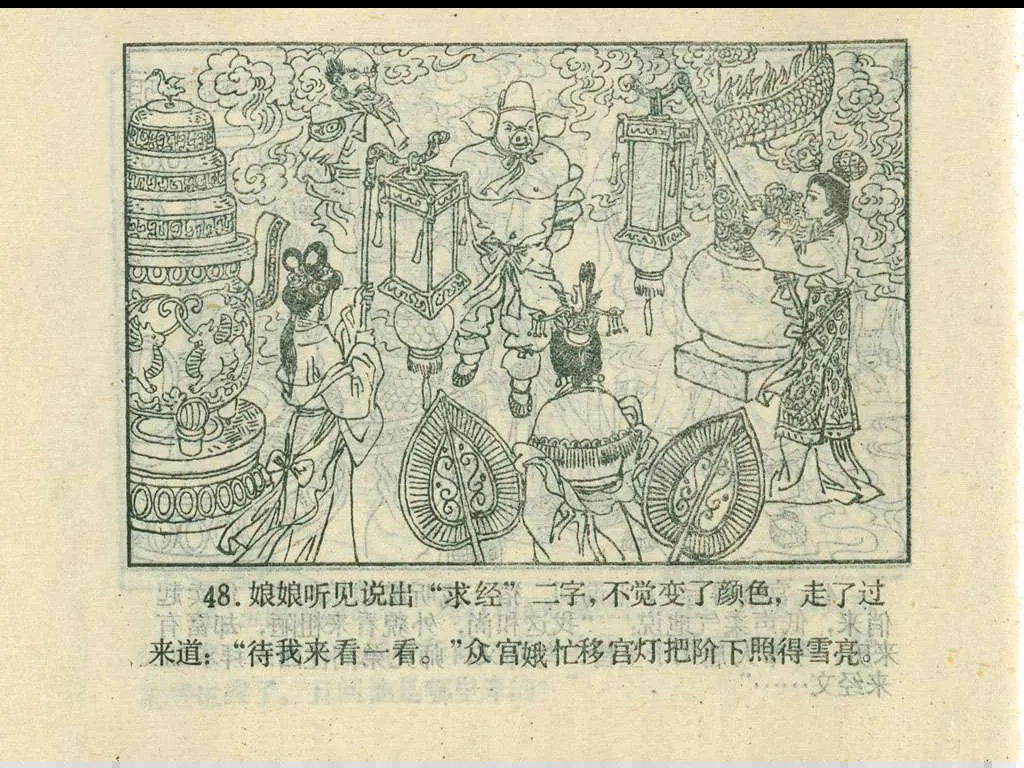 48. 娘娘听见说出“求经”二字，不觉变了颜色，走了过
来道：“待我来看一看。”众宫娥忙移宫灯把阶下照得雪亮。